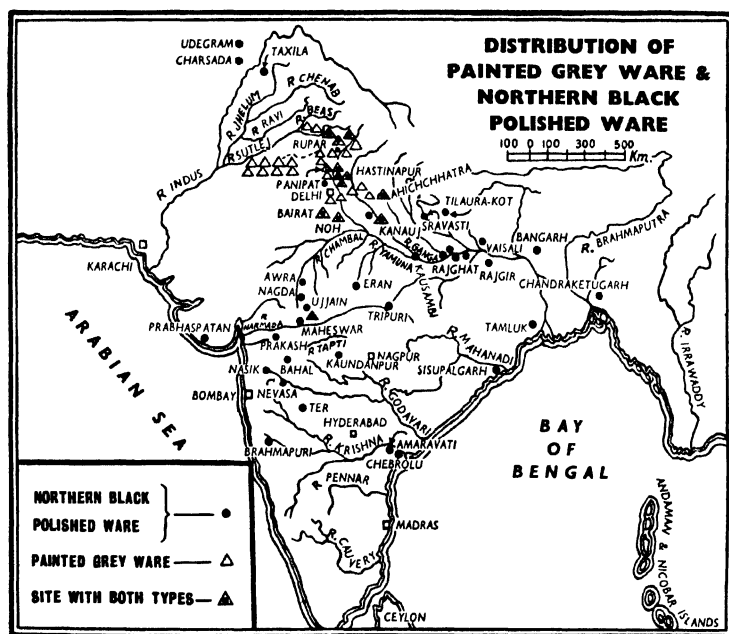 DISTRIBUTION OF
PAINTED GREY WARE &
NORTHERN BLACK
POLISHED WARE
100 0 100 300 500 Km.
UDEGRAM
CHARSADA
TAXILA
R CHENAB
R JHELUM
R RAVI
R BEAS
R SUTLEJ
RUPAR
R INDUS
HASTINAPUR
PANIPAT
DELHI
AHICHCHHATRA
TILAURA-KOT
BAIRAT
NOH
KANAUJ
SRAVASTI
KARACHI
R CHAMBAL
R YAMUNA
R GANGA
KAUSAMBI
RAJGHAT
VAISALI
RAJGIR
BANGARH
R. BRAHMAPUTRA
CHANDRAKETUGARH
AWRA
NAGDA
UJJAIN
ERAN
TRIPURI
TAMLUK
PRABHASPATAN
R NARMADA
MAHESWAR
PRAKASH
R TAPTI
BAHAL
KAUNDANPUR
NAGPUR
R. MAHANADI
SISUPALGARH
R. IRRAWADDY
NASIK
BOMBAY
NEVASA
TER
R GODAVARI
HYDERABAD
R. KRISHNA
BRAHMAPURI
AMARAVATI
CHEBROLU
ARABIAN SEA
BAY
OF
BENGAL
R PENNAR
MADRAS
R. CAUVERY
CEYLON
ANDAMAN & NICOBAR ISLANDS
NORTHERN BLACK
POLISHED WARE
PAINTED GREY WARE
SITE WITH BOTH TYPES